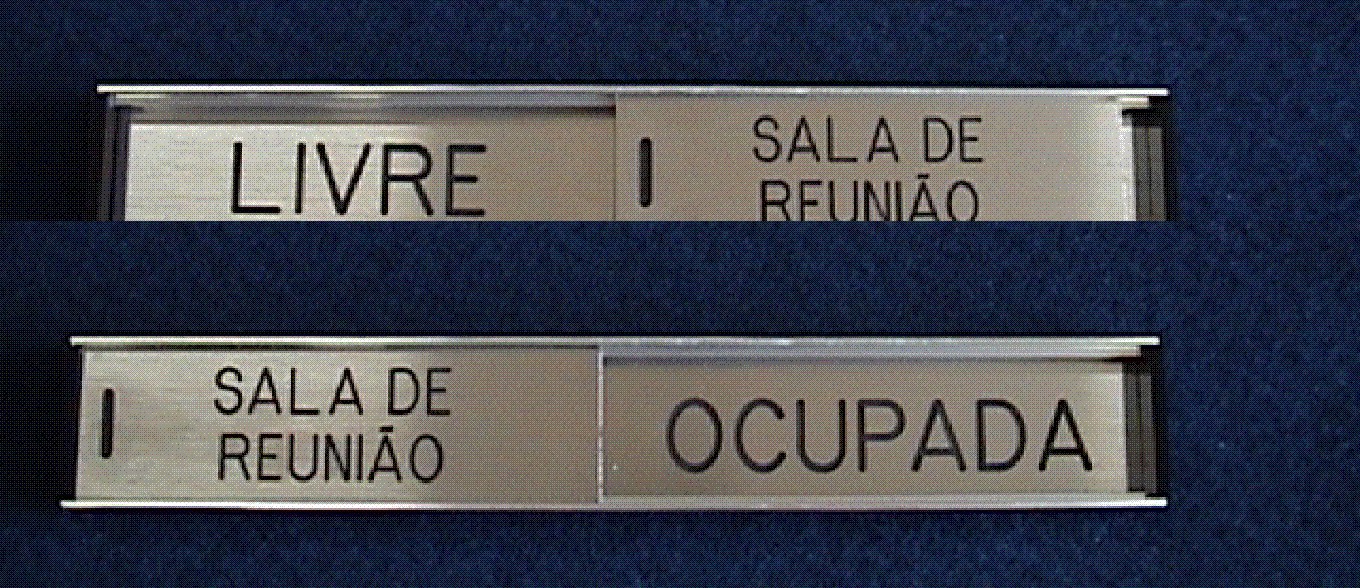 LIVRE
SALA DE
REUNIÃO
SALA DE
REUNIÃO
OCUPADA